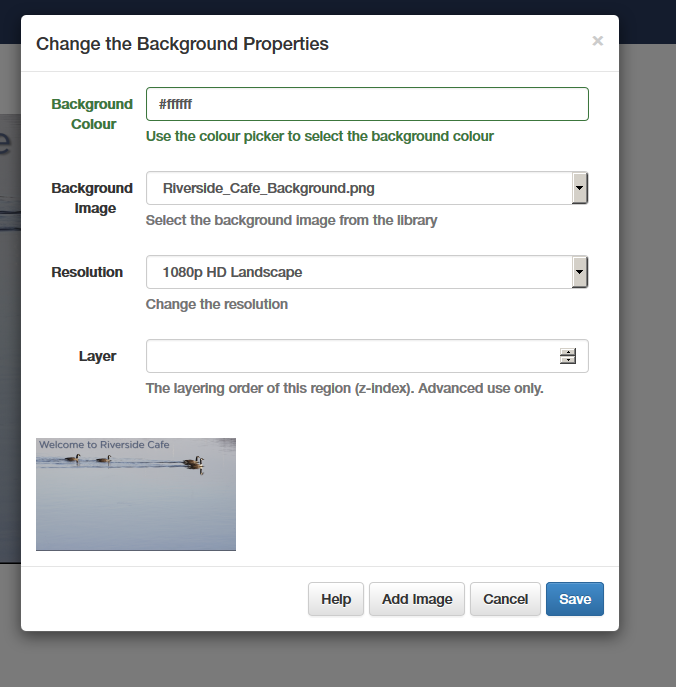 Change the Background Properties
×
Background Colour
#ffffff
Use the colour picker to select the background colour
Background Image
Riverside_Cafe_Background.png
Select the background image from the library
Resolution
1080p HD Landscape
Change the resolution
Layer
The layering order of this region (z-index). Advanced use only.
Welcome to Riverside Cafe
Help
Add Image
Cancel
Save